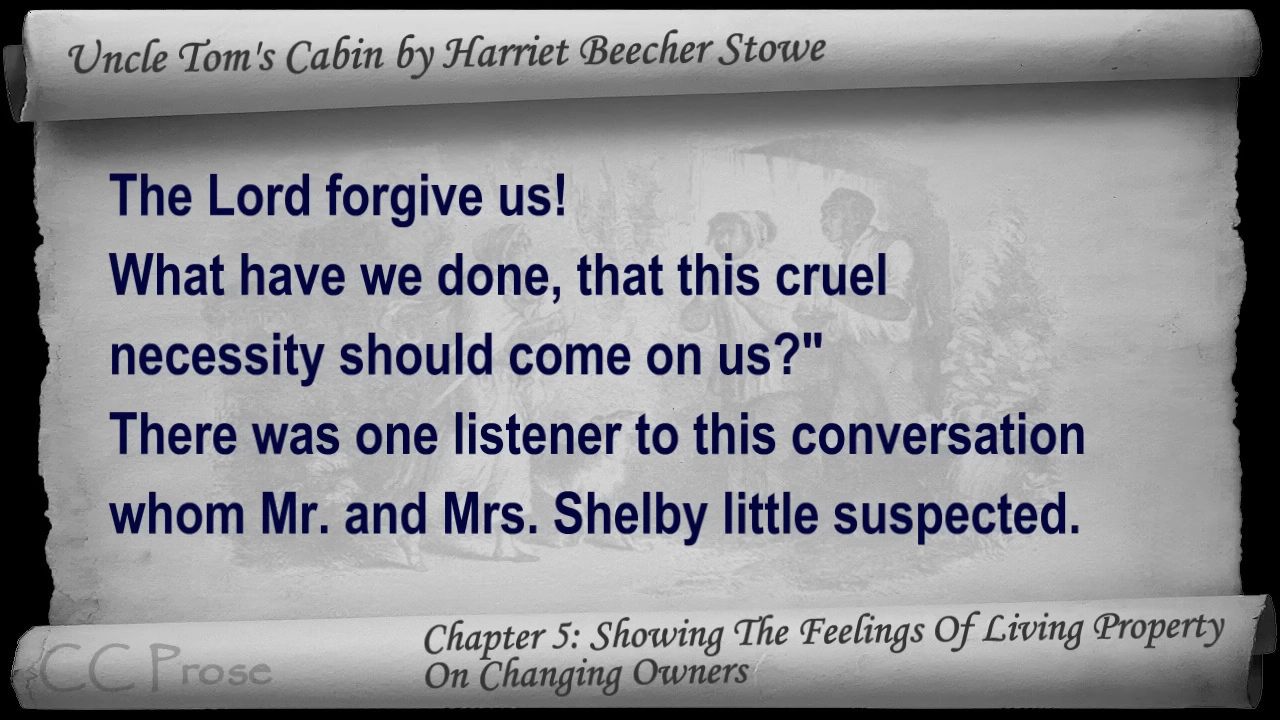 Uncle Tom's Cabin by Harriet Beecher Stowe
The Lord forgive us!
What have we done, that this cruel
necessity should come on us?"
There was one listener to this conversation
whom Mr. and Mrs. Shelby little suspected.
Chapter 5: Showing The Feelings Of Living Property
On Changing Owners
CC Prose